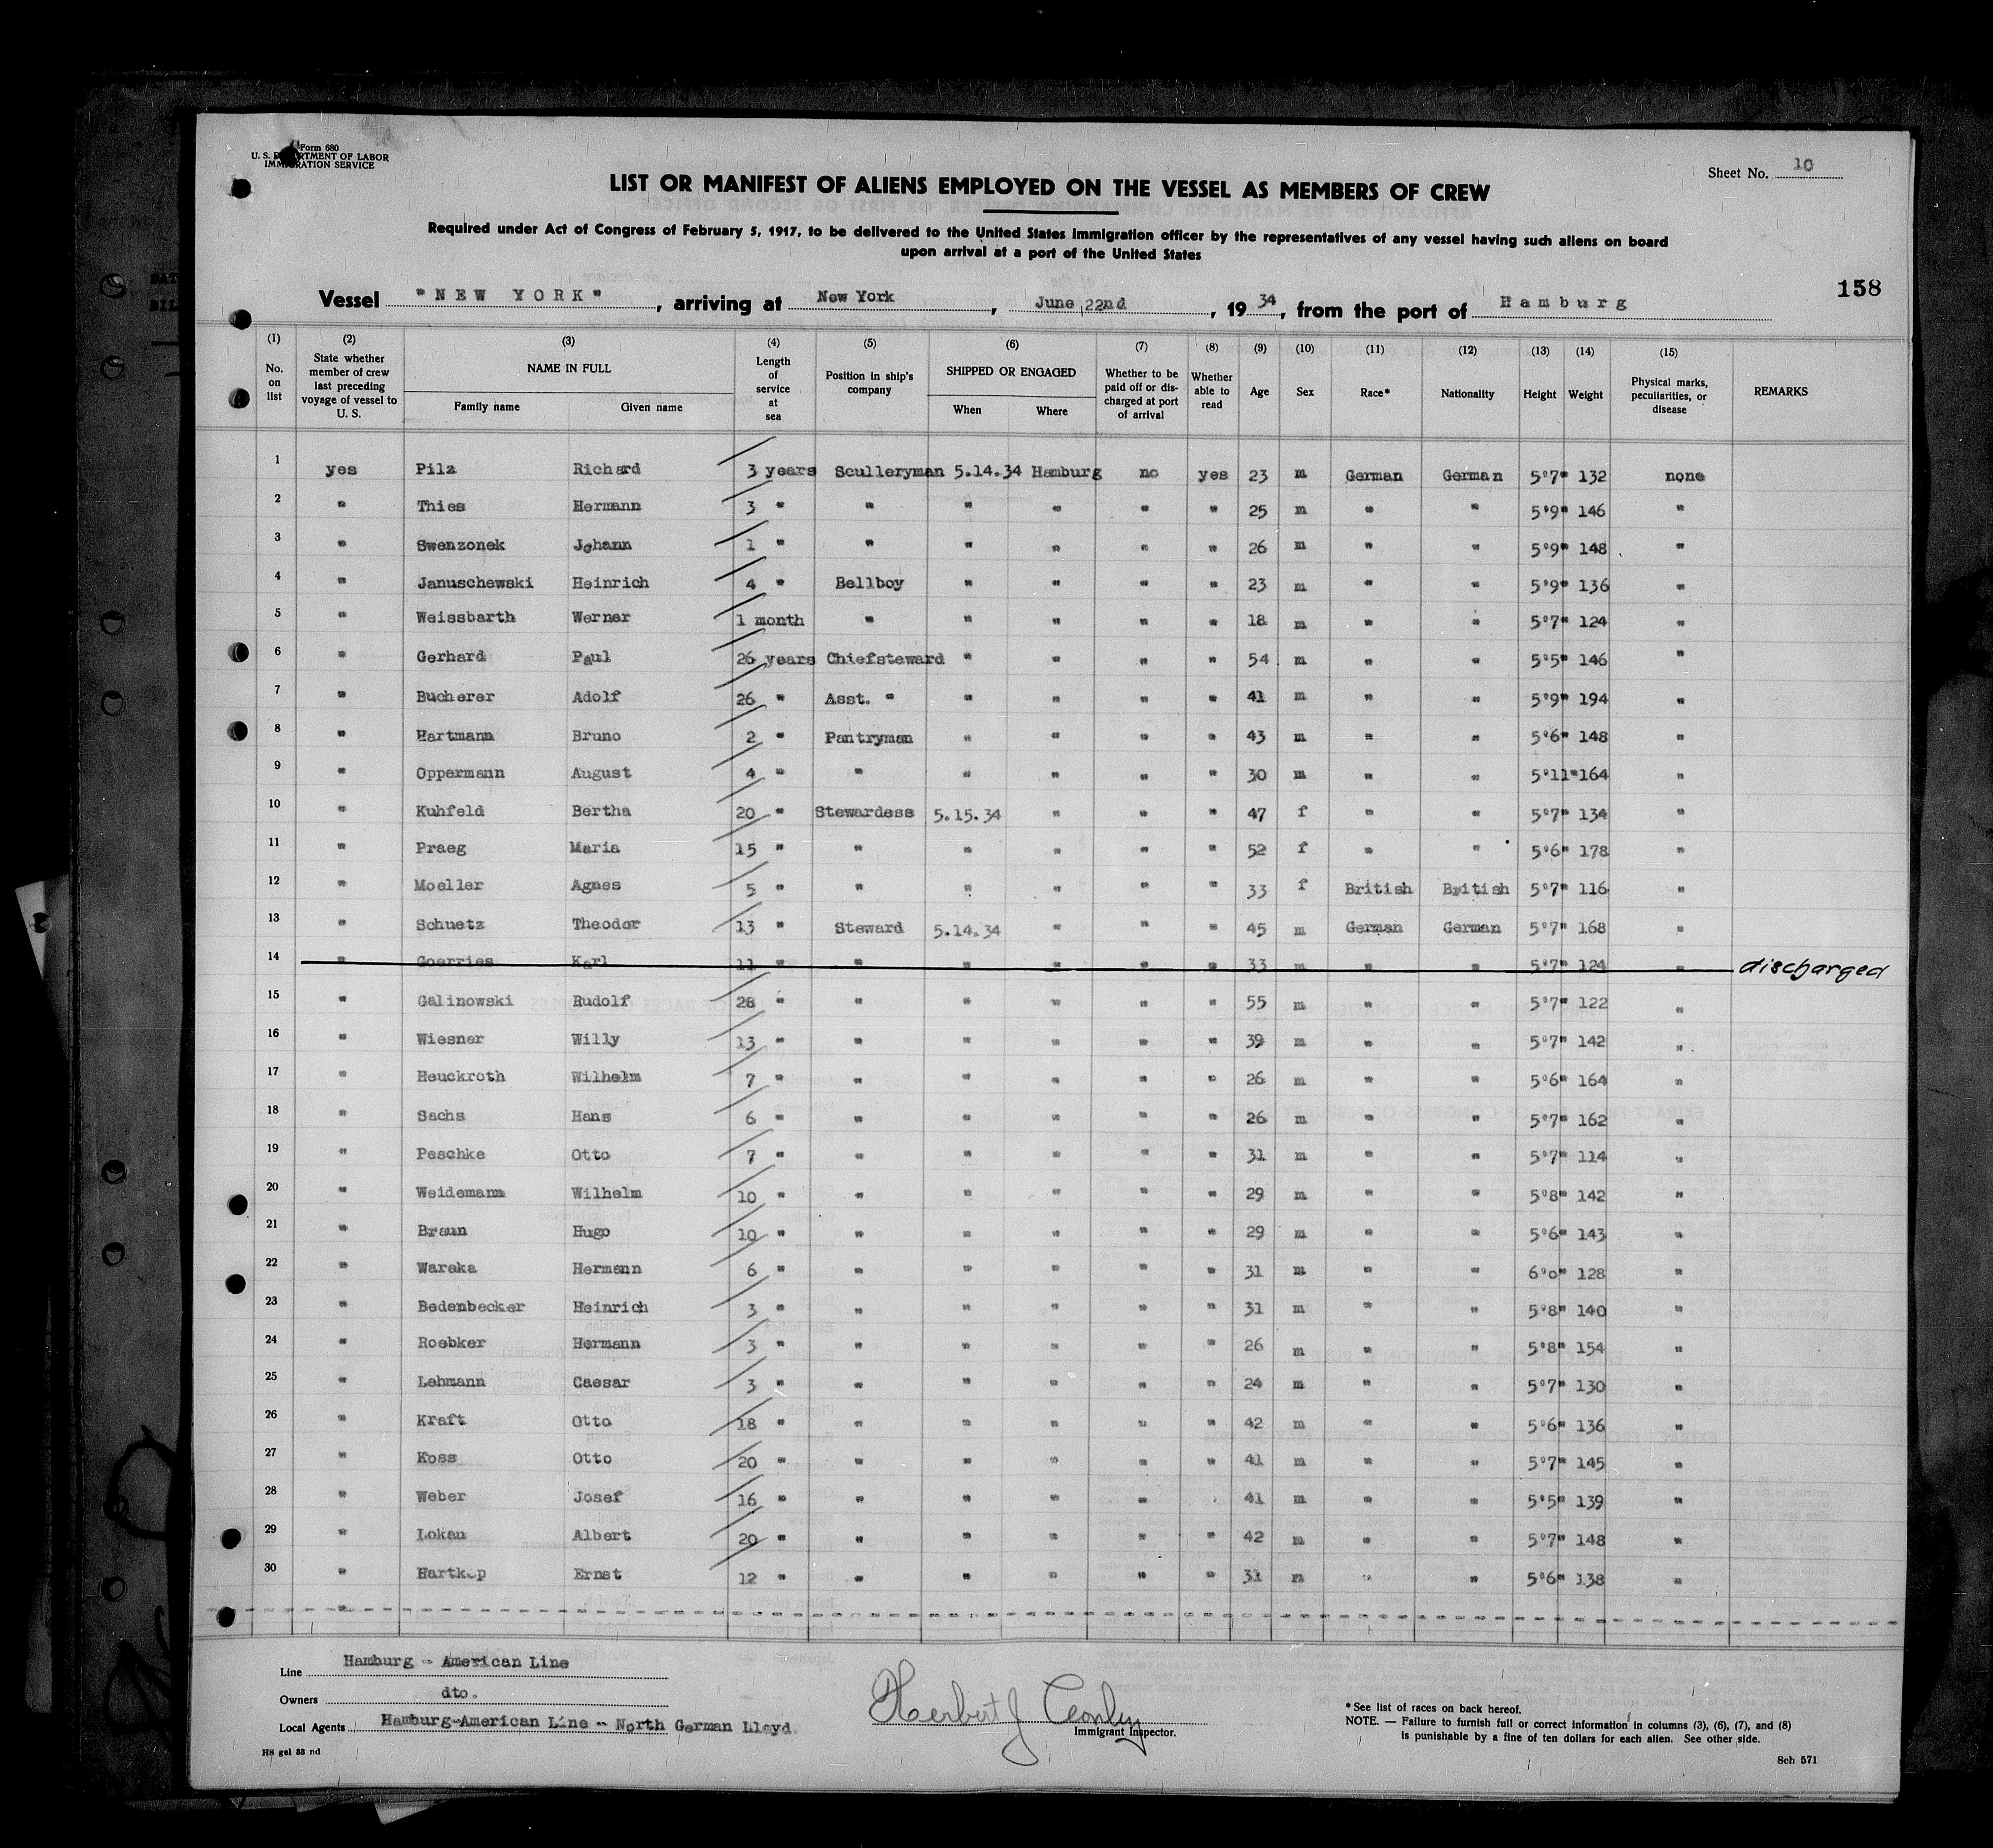 Form 680
U. S. DEPARTMENT OF LABOR
IMMIGRATION SERVICE
Sheet No. 10
LIST OR MANIFEST OF ALIENS EMPLOYED ON THE VESSEL AS MEMBERS OF CREW
Required under Act of Congress of February 5, 1917, to be delivered to the United States immigration officer by the representatives of any vessel having such aliens on board
upon arrival at a port of the United States
158
Vessel "NEW YORK", arriving at New York, June 22nd, 1934, from the port of Hamburg
(1) (2) (3) (4) (5) (6) (7) (8) (9) (10) (11) (12) (13) (14) (15)
No. on list | State whether member of crew last preceding voyage of vessel to U. S. | NAME IN FULL Family name Given name | Length of service at sea | Position in ship's company | SHIPPED OR ENGAGED When Where | Whether to be paid off or discharged at port of arrival | Whether able to read | Age | Sex | Race* | Nationality | Height | Weight | Physical marks, peculiarities, or disease | REMARKS
1 yes Pilz Richard 3 years Sculleryman 5.14.34 Hamburg no yes 23 m German German 5'7" 132 none
2 " Thies Hermann 3 " " " " " " 25 m " " 5'9" 146 "
3 " Swenzonek Johann 1 " " " " " " 26 m " " 5'9" 148 "
4 " Januschewski Heinrich 4 " Bellboy " " " " 23 m " " 5'9" 136 "
5 " Weissbarth Werner 1 month " " " " " 18 m " " 5'7" 124 "
6 " Gerhard Paul 26 years Chiefsteward " " " " 54 m " " 5'5" 146 "
7 " Bucherer Adolf 26 " Asst. " " " " " 41 m " " 5'9" 194 "
8 " Hartmann Bruno 2 " Pantryman " " " " 43 m " " 5'6" 148 "
9 " Oppermann August 4 " " " " " " 30 m " " 5'11" 164 "
10 " Kuhfeld Bertha 20 " Stewardess 5.15.34 " " " 47 f " " 5'7" 134 "
11 " Praeg Maria 15 " " " " " " 52 f " " 5'6" 178 "
12 " Moeller Agnes 5 " " " " " " 33 f British British 5'7" 116 "
13 " Schuetz Theodor 13 " Steward 5.14.34 " " " 45 m German German 5'7" 168 "
14 " Goerries Karl 11 " " " " " " 33 m " " 5'7" 124 " discharged
15 " Galinowski Rudolf 28 " " " " " " 55 m " " 5'7" 122 "
16 " Wiesner Willy 13 " " " " " " 39 m " " 5'7" 142 "
17 " Heuckroth Wilhelm 7 " " " " " " 26 m " " 5'6" 164 "
18 " Sachs Hans 6 " " " " " " 26 m " " 5'7" 162 "
19 " Peschke Otto 7 " " " " " " 31 m " " 5'7" 114 "
20 " Weidemann Wilhelm 10 " " " " " " 29 m " " 5'8" 142 "
21 " Braun Hugo 10 " " " " " " 29 m " " 5'6" 143 "
22 " Wareka Hermann 6 " " " " " " 31 m " " 6'0" 128 "
23 " Bedenbecker Heinrich 3 " " " " " " 31 m " " 5'8" 140 "
24 " Roebker Hermann 3 " " " " " " 26 m " " 5'8" 154 "
25 " Lehmann Caesar 3 " " " " " " 24 m " " 5'7" 130 "
26 " Kraft Otto 18 " " " " " " 42 m " " 5'6" 136 "
27 " Koss Otto 20 " " " " " " 41 m " " 5'7" 145 "
28 " Weber Josef 16 " " " " " 41 m " " 5'5" 139 "
29 " Lokau Albert 20 " " " " " " 42 m " " 5'7" 148 "
30 " Hartkop Ernst 12 " " " " " " 31 m " " 5'6" 138 "
Line Hamburg - American Line
Owners dto.
Local Agents Hamburg-American Line - North German Lloyd.
H8 gel 33 nd
Herbert J Conley
Immigrant Inspector.
*See list of races on back hereof.
NOTE. — Failure to furnish full or correct information in columns (3), (6), (7), and (8)
is punishable by a fine of ten dollars for each alien. See other side.
Sch 571